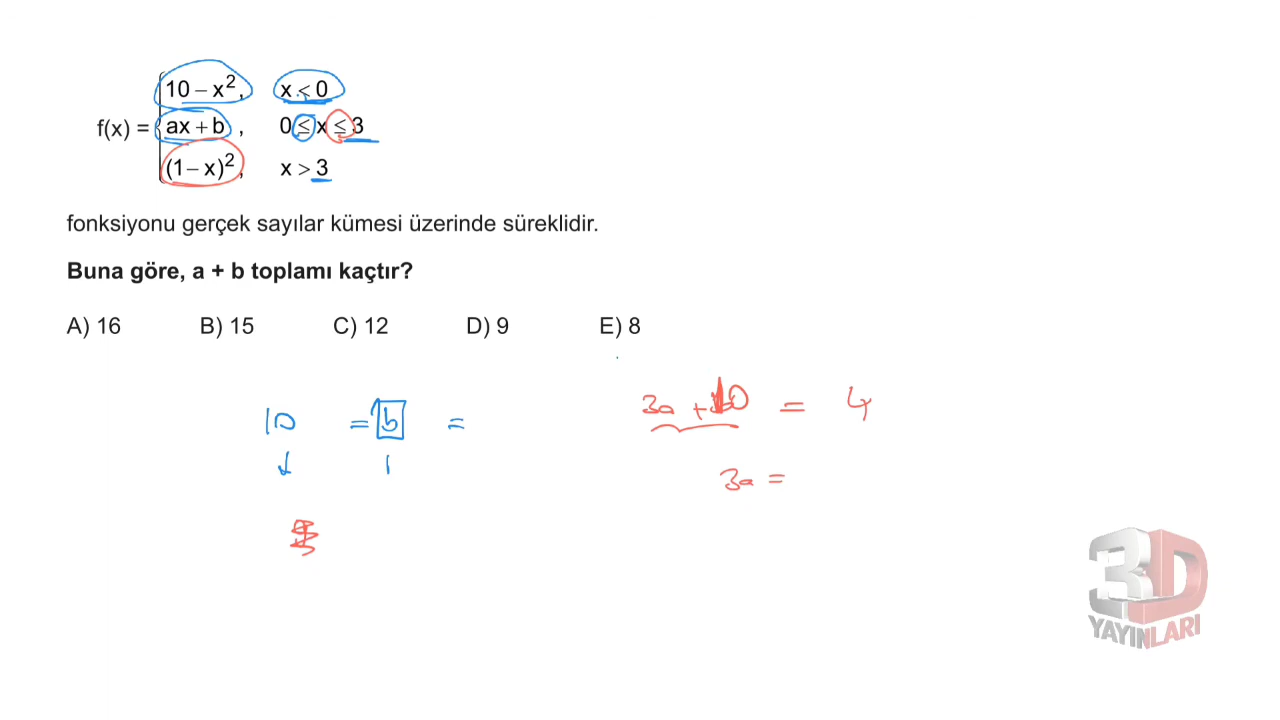 10 – x², x < 0
f(x) = ax + b, 0 ≤ x ≤ 3
(1 – x)², x > 3
fonksiyonu gerçek sayılar kümesi üzerinde süreklidir.
Buna göre, a + b toplamı kaçtır?
A) 16 B) 15 C) 12 D) 9 E) 8
10 = b = 3a + 10 = 4
3a =
3D
YAYINLARI